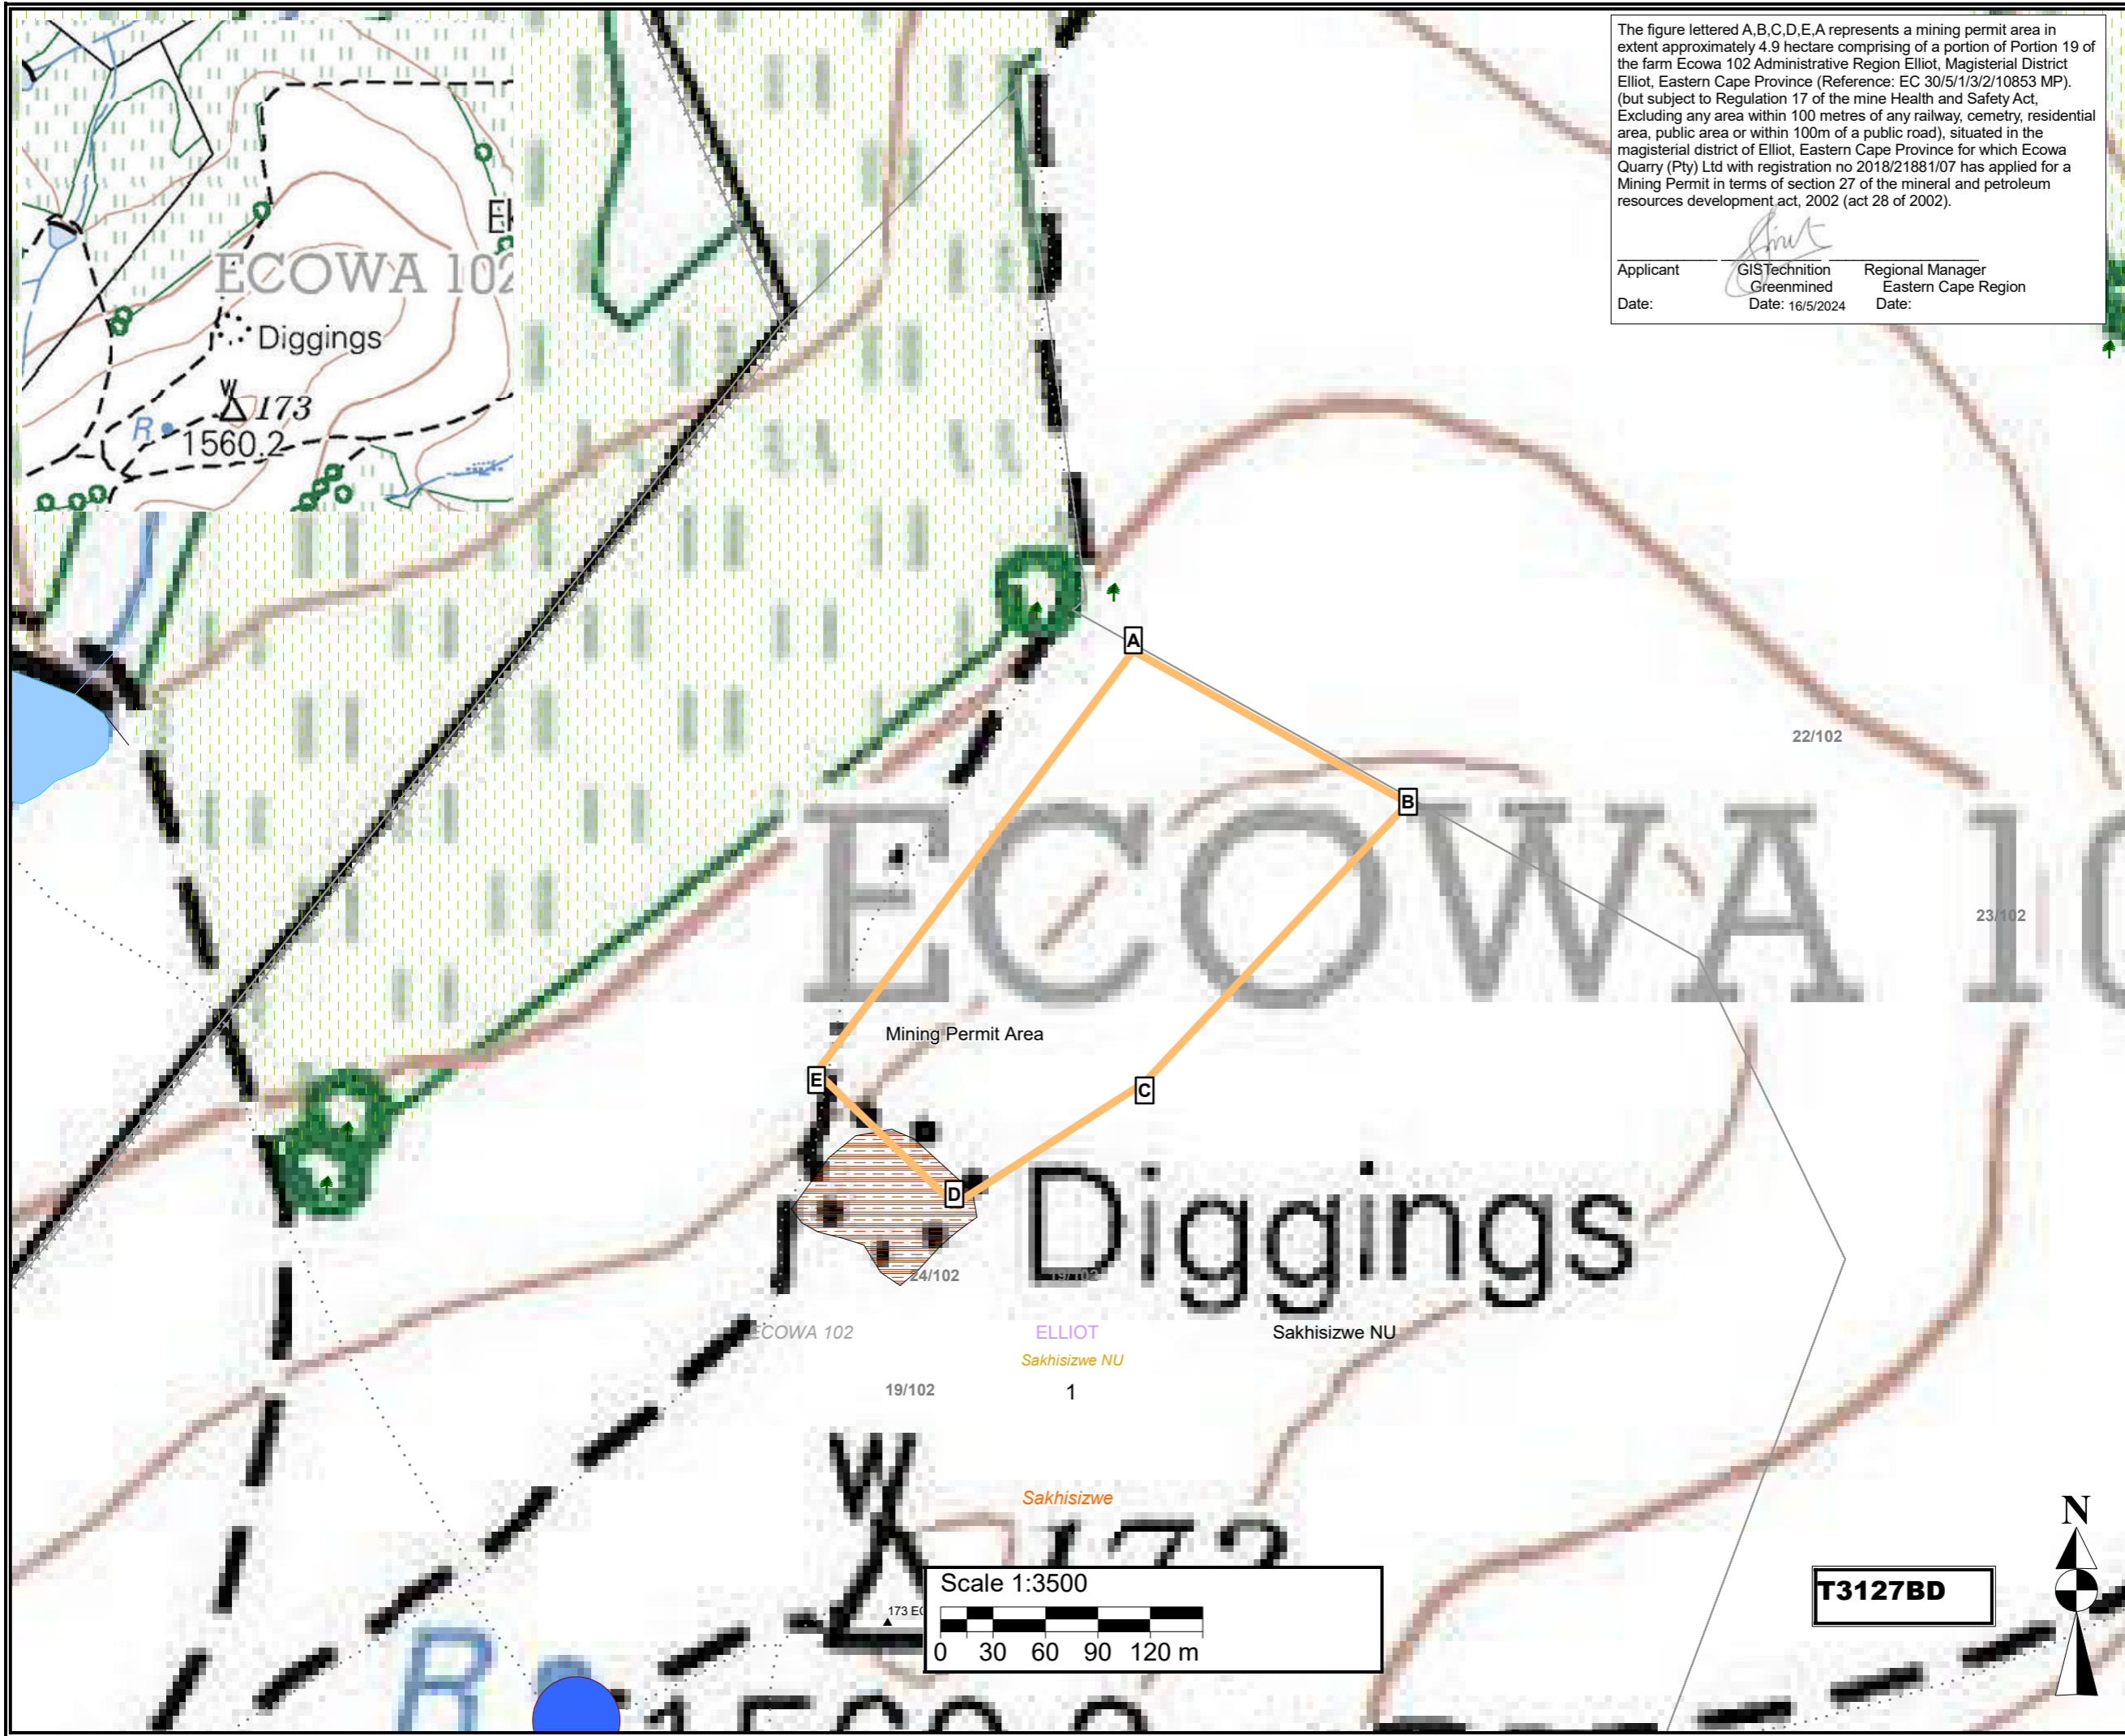 The figure lettered A,B,C,D,E,A represents a mining permit area in
extent approximately 4.9 hectare comprising of a portion of Portion 19 of
the farm Ecowa 102 Administrative Region Elliot, Magisterial District
Elliot, Eastern Cape Province (Reference: EC 30/5/1/3/2/10853 MP).
(but subject to Regulation 17 of the mine Health and Safety Act,
Excluding any area within 100 metres of any railway, cemetry, residential
area, public area or within 100m of a public road), situated in the
magisterial district of Elliot, Eastern Cape Province for which Ecowa
Quarry (Pty) Ltd with registration no 2018/21881/07 has applied for a
Mining Permit in terms of section 27 of the mineral and petroleum
resources development act, 2002 (act 28 of 2002).
Applicant GISTechnition Regional Manager
Greenmined Eastern Cape Region
Date: Date: 16/5/2024 Date:
ECOWA 102
Diggings
173
R
1560.2
A
22/102
B
ECOWA 10
23/102
Mining Permit Area
E
C
D
Diggings
24/102
19/102
ECOWA 102 ELLIOT Sakhisizwe NU
Sakhisizwe NU
19/102
1
Sakhisizwe
173
N
Scale 1:3500
0 30 60 90 120 m
T3127BD
173 EC
R